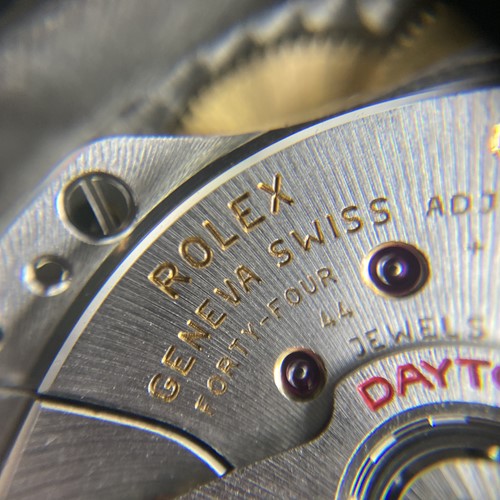 ROLEX
GENEVA SWISS
FORTY-FOUR
44
JEWELS
ADJ
+
DAYTO